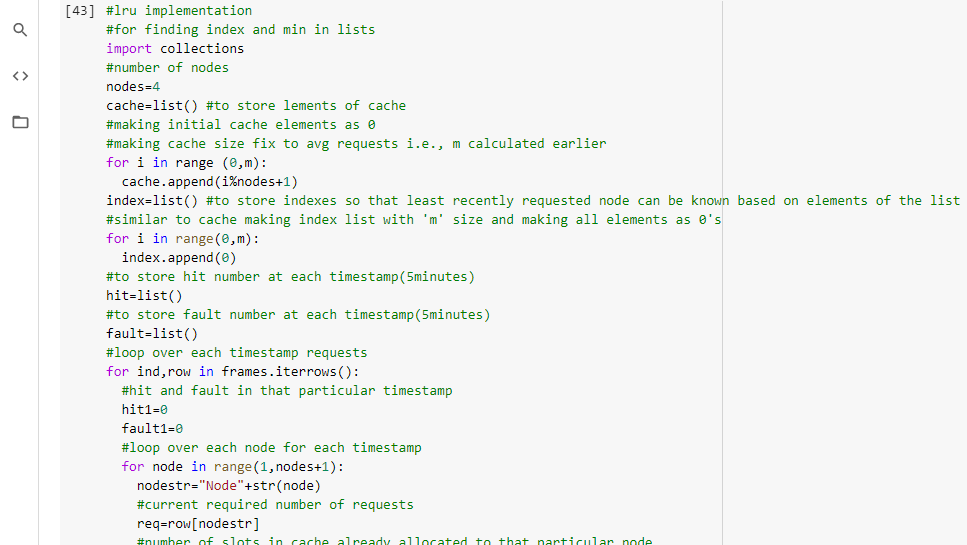 [43] #lru implementation
#for finding index and min in lists
import collections
#number of nodes
nodes=4
cache=list() #to store lements of cache
#making initial cache elements as 0
#making cache size fix to avg requests i.e., m calculated earlier
for i in range (0,m):
  cache.append(i%nodes+1)
index=list() #to store indexes so that least recently requested node can be known based on elements of the list
#similar to cache making index list with 'm' size and making all elements as 0's
for i in range(0,m):
  index.append(0)
#to store hit number at each timestamp(5minutes)
hit=list()
#to store fault number at each timestamp(5minutes)
fault=list()
#loop over each timestamp requests
for ind,row in frames.iterrows():
  #hit and fault in that particular timestamp
  hit1=0
  fault1=0
  #loop over each node for each timestamp
  for node in range(1,nodes+1):
    nodestr="Node"+str(node)
    #current required number of requests
    req=row[nodestr]
    #number of slots in cache already allocated to that particular node